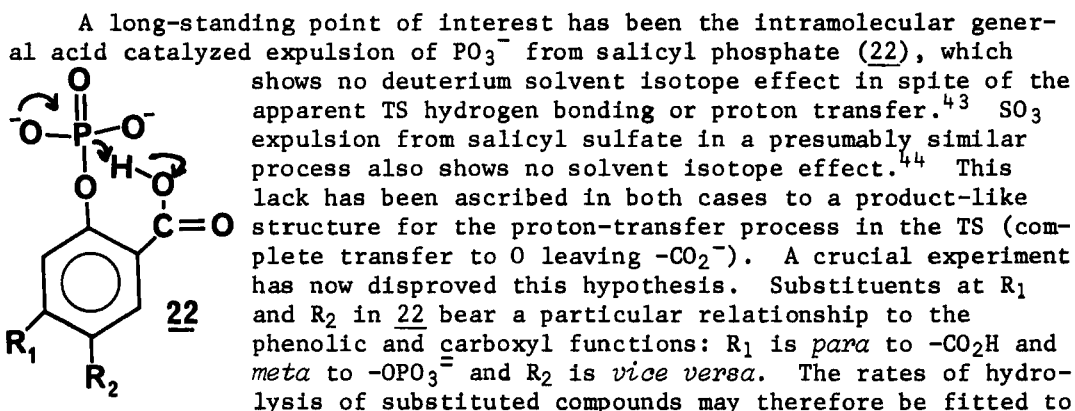 A long-standing point of interest has been the intramolecular gener-
al acid catalyzed expulsion of PO₃⁻ from salicyl phosphate (22), which
shows no deuterium solvent isotope effect in spite of the
apparent TS hydrogen bonding or proton transfer.⁴³ SO₃
expulsion from salicyl sulfate in a presumably similar
process also shows no solvent isotope effect.⁴⁴ This
lack has been ascribed in both cases to a product-like
structure for the proton-transfer process in the TS (com-
plete transfer to O leaving -CO₂⁻). A crucial experiment
has now disproved this hypothesis. Substituents at R₁
and R₂ in 22 bear a particular relationship to the
phenolic and carboxyl functions: R₁ is para to -CO₂H and
meta to -OPO₃⁼ and R₂ is vice versa. The rates of hydro-
lysis of substituted compounds may therefore be fitted to
O
⁻O P O⁻
H
O O
C=O
22
R₁
R₂